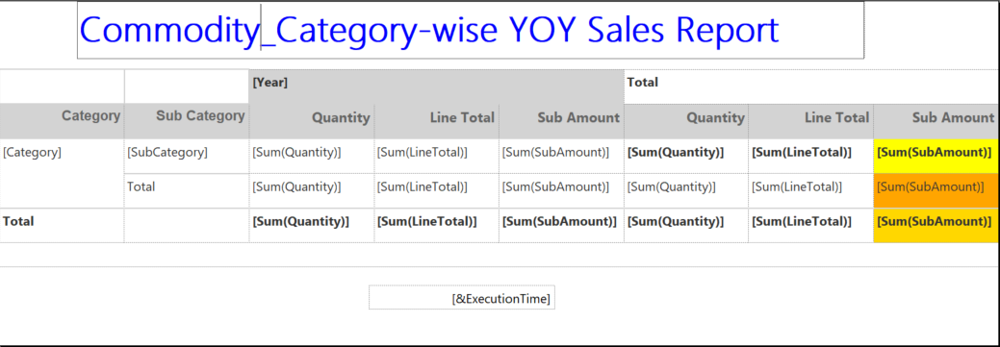 Commodity_Category-wise YOY Sales Report
[Year] Total
Category Sub Category Quantity Line Total Sub Amount Quantity Line Total Sub Amount
[Category] [SubCategory] [Sum(Quantity)] [Sum(LineTotal)] [Sum(SubAmount)] [Sum(Quantity)] [Sum(LineTotal)] [Sum(SubAmount)]
Total [Sum(Quantity)] [Sum(LineTotal)] [Sum(SubAmount)] [Sum(Quantity)] [Sum(LineTotal)] [Sum(SubAmount)]
Total [Sum(Quantity)] [Sum(LineTotal)] [Sum(SubAmount)] [Sum(Quantity)] [Sum(LineTotal)] [Sum(SubAmount)]
[&ExecutionTime]